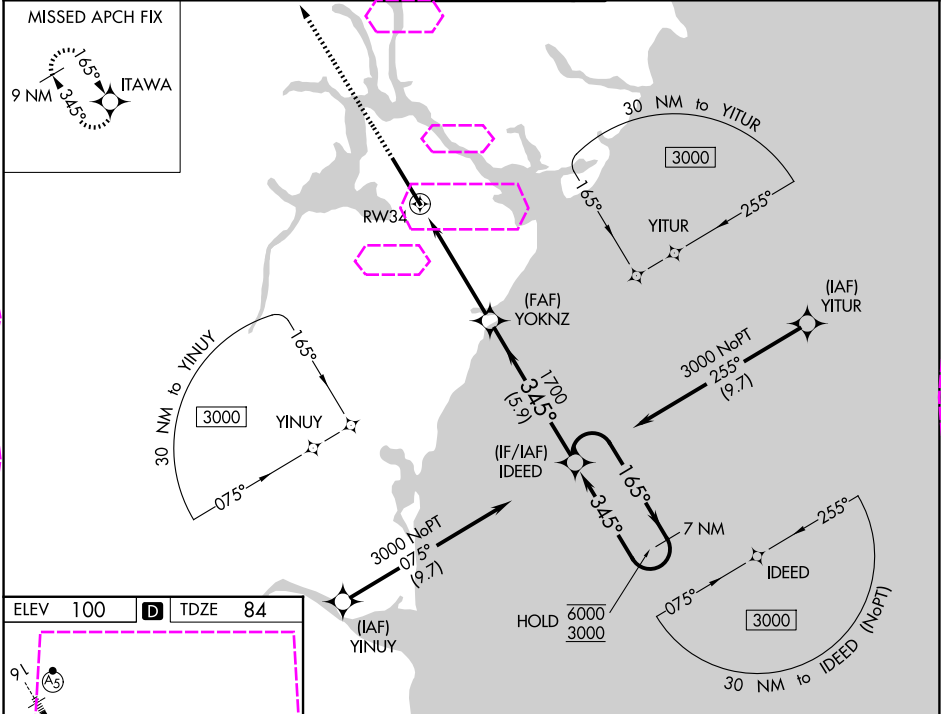 MISSED APCH FIX
165°
345°
9 NM
ITAWA
30 NM to YITUR
3000
165°
255°
YITUR
RW34
(FAF)
YOKNZ
(IAF)
YITUR
3000 NoPT
255°
(9.7)
1700
345°
(5.9)
30 NM to YINUY
165°
3000
YINUY
075°
(IF/IAF)
IDEED
165°
345°
7 NM
HOLD 6000
3000
3000 NoPT
075°
(9.7)
(IAF)
YINUY
255°
IDEED
075°
3000
30 NM to IDEED (NoPT)
ELEV 100 D TDZE 84
16
A5